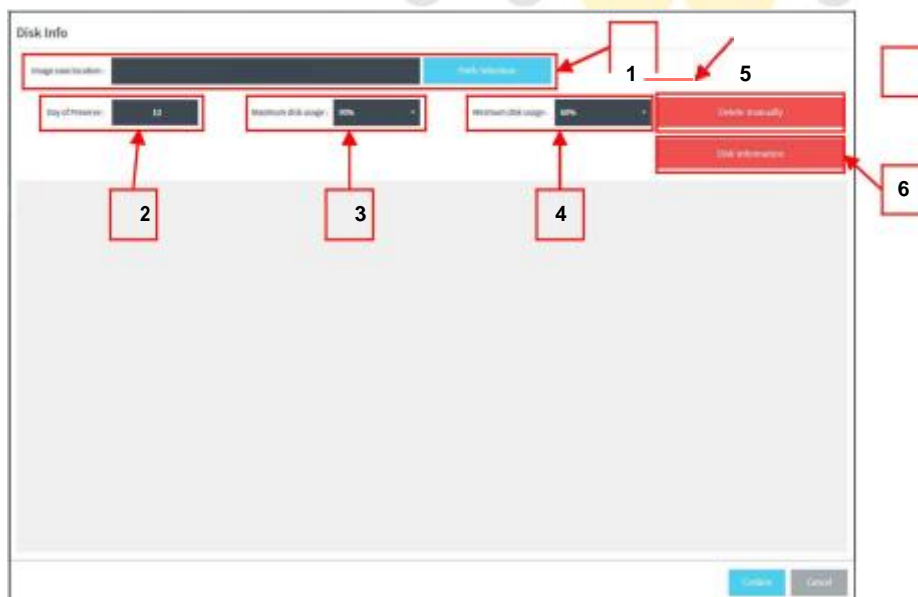 Disk Info
Image save location : Path Selection
1 5
Day of Preserve : 12 Maximum disk usage : 90% Minimum disk usage : 60% Delete manually
Disk Information
2 3 4 6
Confirm Cancel